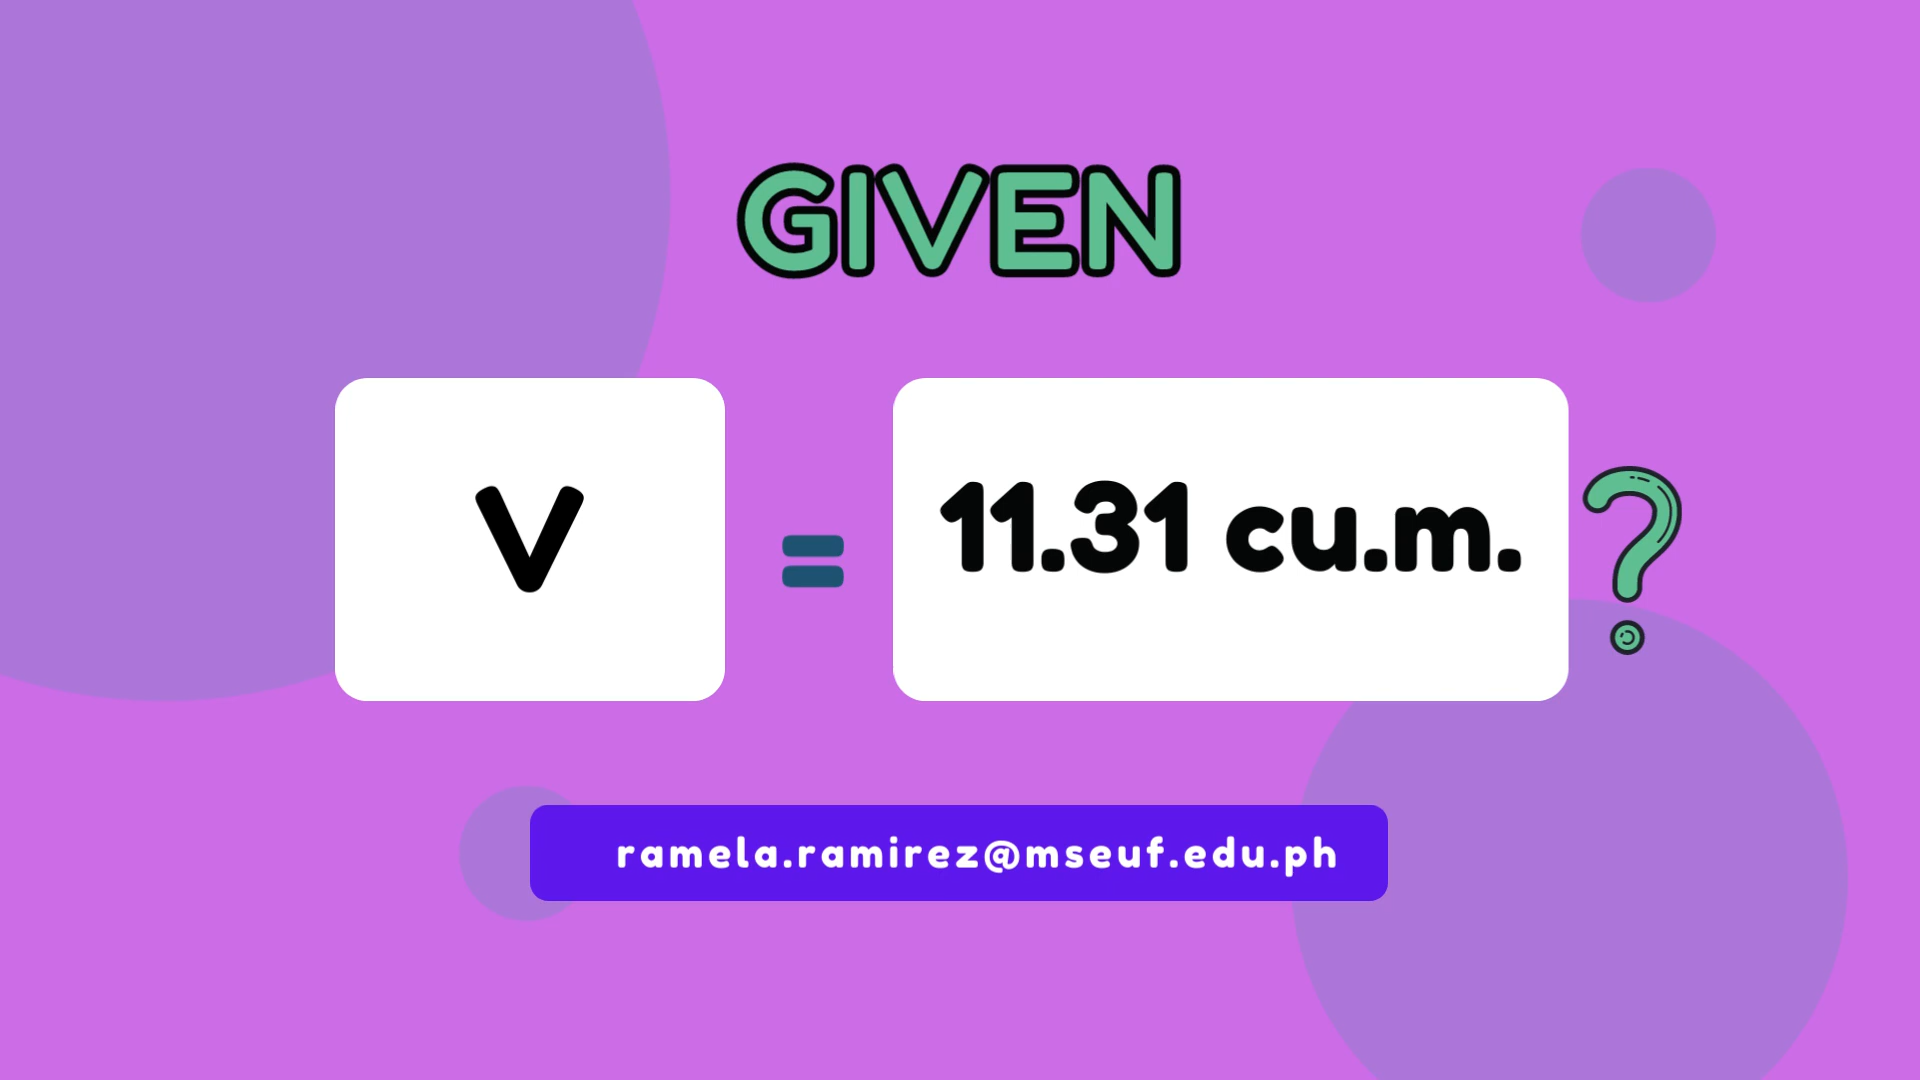 GIVEN
V = 11.31 cu.m. ?
ramela.ramirez@mseuf.edu.ph